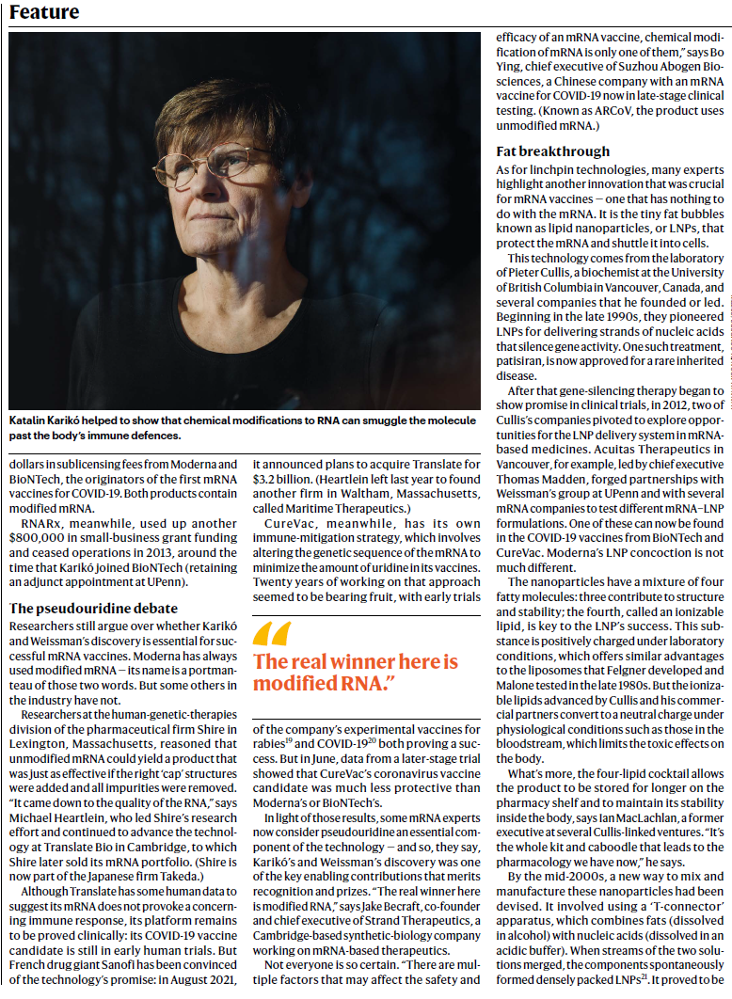 Feature
Katalin Karikó helped to show that chemical modifications to RNA can smuggle the molecule
past the body's immune defences.
dollars in sublicensing fees from Moderna and
BioNTech, the originators of the first mRNA
vaccines for COVID-19. Both products contain
modified mRNA.
RNARx, meanwhile, used up another
$800,000 in small-business grant funding
and ceased operations in 2013, around the
time that Karikó joined BioNTech (retaining
an adjunct appointment at UPenn).
The pseudouridine debate
Researchers still argue over whether Karikó
and Weissman's discovery is essential for suc-
cessful mRNA vaccines. Moderna has always
used modified mRNA — its name is a portman-
teau of those two words. But some others in
the industry have not.
Researchers at the human-genetic-therapies
division of the pharmaceutical firm Shire in
Lexington, Massachusetts, reasoned that
unmodified mRNA could yield a product that
was just as effective if the right 'cap' structures
were added and all impurities were removed.
"It came down to the quality of the RNA," says
Michael Heartlein, who led Shire's research
effort and continued to advance the technol-
ogy at Translate Bio in Cambridge, to which
Shire later sold its mRNA portfolio. (Shire is
now part of the Japanese firm Takeda.)
Although Translate has some human data to
suggest its mRNA does not provoke a concern-
ing immune response, its platform remains
to be proved clinically: its COVID-19 vaccine
candidate is still in early human trials. But
French drug giant Sanofi has been convinced
of the technology's promise: in August 2021,
it announced plans to acquire Translate for
$3.2 billion. (Heartlein left last year to found
another firm in Waltham, Massachusetts,
called Maritime Therapeutics.)
CureVac, meanwhile, has its own
immune-mitigation strategy, which involves
altering the genetic sequence of the mRNA to
minimize the amount of uridine in its vaccines.
Twenty years of working on that approach
seemed to be bearing fruit, with early trials
"
The real winner here is
modified RNA."
of the company's experimental vaccines for
rabies19 and COVID-1920 both proving a suc-
cess. But in June, data from a later-stage trial
showed that CureVac's coronavirus vaccine
candidate was much less protective than
Moderna's or BioNTech's.
In light of those results, some mRNA experts
now consider pseudouridine an essential com-
ponent of the technology — and so, they say,
Karikó's and Weissman's discovery was one
of the key enabling contributions that merits
recognition and prizes. "The real winner here
is modified RNA," says Jake Becraft, co-founder
and chief executive of Strand Therapeutics, a
Cambridge-based synthetic-biology company
working on mRNA-based therapeutics.
Not everyone is so certain. "There are mul-
tiple factors that may affect the safety and
efficacy of an mRNA vaccine, chemical modi-
fication of mRNA is only one of them," says Bo
Ying, chief executive of Suzhou Abogen Bio-
sciences, a Chinese company with an mRNA
vaccine for COVID-19 now in late-stage clinical
testing. (Known as ARCoV, the product uses
unmodified mRNA.)
Fat breakthrough
As for linchpin technologies, many experts
highlight another innovation that was crucial
for mRNA vaccines — one that has nothing to
do with the mRNA. It is the tiny fat bubbles
known as lipid nanoparticles, or LNPs, that
protect the mRNA and shuttle it into cells.
This technology comes from the laboratory
of Pieter Cullis, a biochemist at the University
of British Columbia in Vancouver, Canada, and
several companies that he founded or led.
Beginning in the late 1990s, they pioneered
LNPs for delivering strands of nucleic acids
that silence gene activity. One such treatment,
patisiran, is now approved for a rare inherited
disease.
After that gene-silencing therapy began to
show promise in clinical trials, in 2012, two of
Cullis's companies pivoted to explore oppor-
tunities for the LNP delivery system in mRNA-
based medicines. Acuitas Therapeutics in
Vancouver, for example, led by chief executive
Thomas Madden, forged partnerships with
Weissman's group at UPenn and with several
mRNA companies to test different mRNA–LNP
formulations. One of these can now be found
in the COVID-19 vaccines from BioNTech and
CureVac. Moderna's LNP concoction is not
much different.
The nanoparticles have a mixture of four
fatty molecules: three contribute to structure
and stability; the fourth, called an ionizable
lipid, is key to the LNP's success. This sub-
stance is positively charged under laboratory
conditions, which offers similar advantages
to the liposomes that Felgner developed and
Malone tested in the late 1980s. But the ioniza-
ble lipids advanced by Cullis and his commer-
cial partners convert to a neutral charge under
physiological conditions such as those in the
bloodstream, which limits the toxic effects on
the body.
What's more, the four-lipid cocktail allows
the product to be stored for longer on the
pharmacy shelf and to maintain its stability
inside the body, says Ian MacLachlan, a former
executive at several Cullis-linked ventures. "It's
the whole kit and caboodle that leads to the
pharmacology we have now," he says.
By the mid-2000s, a new way to mix and
manufacture these nanoparticles had been
devised. It involved using a 'T-connector'
apparatus, which combines fats (dissolved
in alcohol) with nucleic acids (dissolved in an
acidic buffer). When streams of the two solu-
tions merged, the components spontaneously
formed densely packed LNPs21. It proved to be